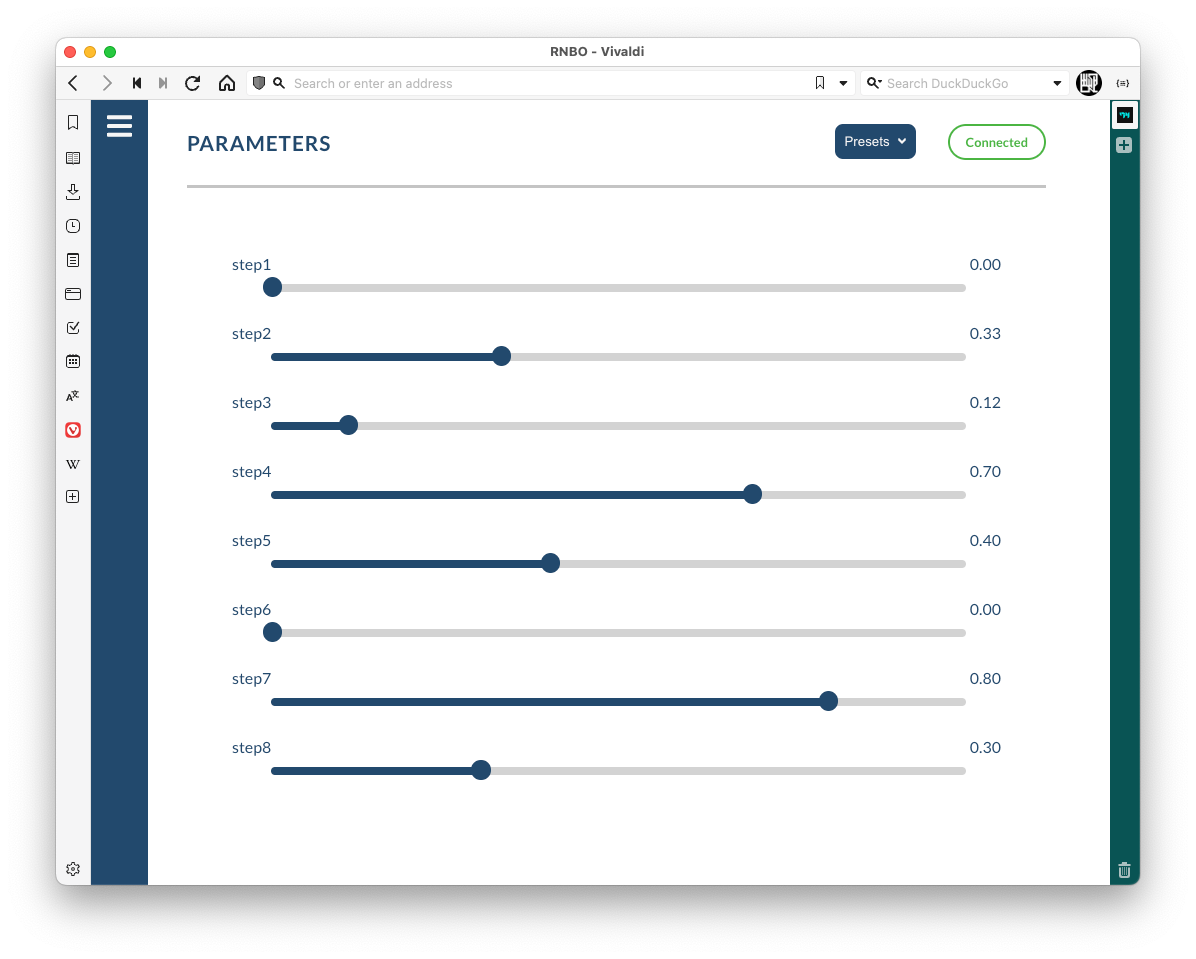 RNBO - Vivaldi
Search or enter an address
Search DuckDuckGo
PARAMETERS
Presets
Connected
step1 0.00
step2 0.33
step3 0.12
step4 0.70
step5 0.40
step6 0.00
step7 0.80
step8 0.30